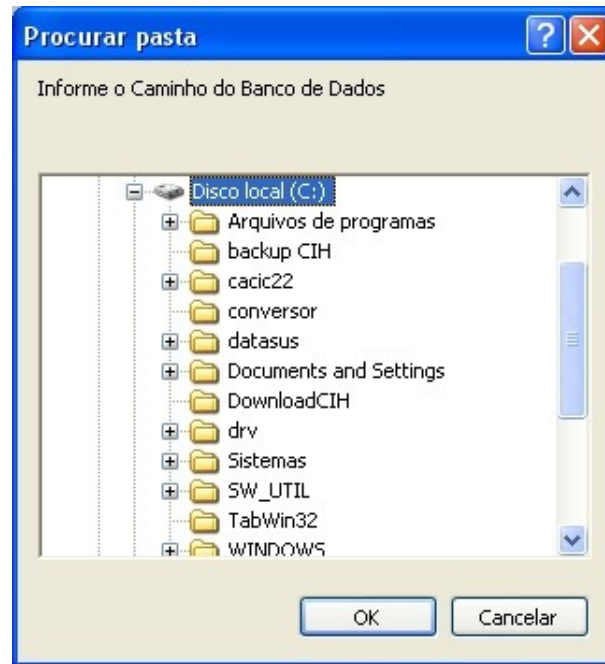 Procurar pasta
Informe o Caminho do Banco de Dados
Disco local (C:)
Arquivos de programas
backup CIH
cacic22
conversor
datasus
Documents and Settings
DownloadCIH
drv
Sistemas
SW_UTIL
TabWin32
WINDOWS
OK
Cancelar